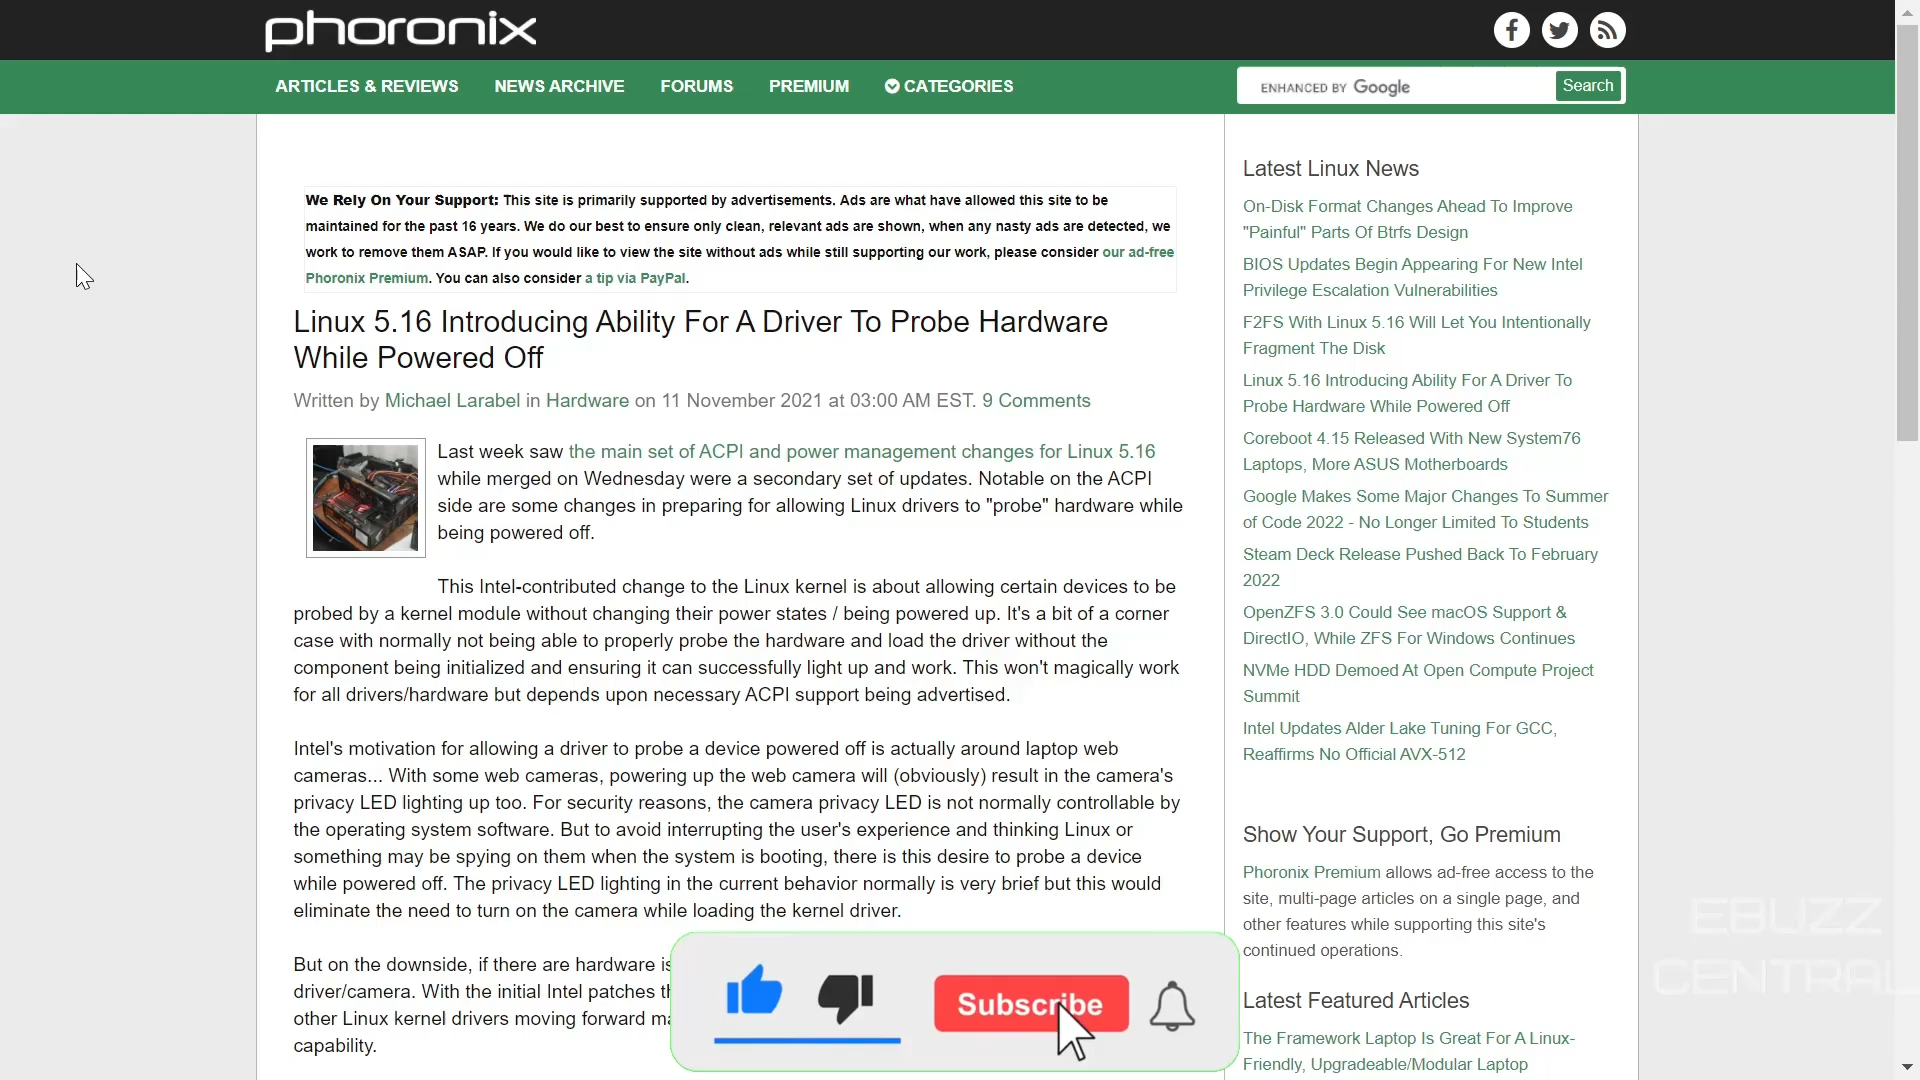 phoronix
ARTICLES & REVIEWS
NEWS ARCHIVE
FORUMS
PREMIUM
CATEGORIES
ENHANCED BY Google
Search
We Rely On Your Support: This site is primarily supported by advertisements. Ads are what have allowed this site to be
maintained for the past 16 years. We do our best to ensure only clean, relevant ads are shown, when any nasty ads are detected, we
work to remove them ASAP. If you would like to view the site without ads while still supporting our work, please consider our ad-free
Phoronix Premium. You can also consider a tip via PayPal.
Linux 5.16 Introducing Ability For A Driver To Probe Hardware
While Powered Off
Written by Michael Larabel in Hardware on 11 November 2021 at 03:00 AM EST. 9 Comments
Last week saw the main set of ACPI and power management changes for Linux 5.16
while merged on Wednesday were a secondary set of updates. Notable on the ACPI
side are some changes in preparing for allowing Linux drivers to "probe" hardware while
being powered off.
This Intel-contributed change to the Linux kernel is about allowing certain devices to be
probed by a kernel module without changing their power states / being powered up. It's a bit of a corner
case with normally not being able to properly probe the hardware and load the driver without the
component being initialized and ensuring it can successfully light up and work. This won't magically work
for all drivers/hardware but depends upon necessary ACPI support being advertised.
Intel's motivation for allowing a driver to probe a device powered off is actually around laptop web
cameras... With some web cameras, powering up the web camera will (obviously) result in the camera's
privacy LED lighting up too. For security reasons, the camera privacy LED is not normally controllable by
the operating system software. But to avoid interrupting the user's experience and thinking Linux or
something may be spying on them when the system is booting, there is this desire to probe a device
while powered off. The privacy LED lighting in the current behavior normally is very brief but this would
eliminate the need to turn on the camera while loading the kernel driver.
But on the downside, if there are hardware
driver/camera. With the initial Intel patches
other Linux kernel drivers moving forward
capability.
Subscribe
Latest Linux News
On-Disk Format Changes Ahead To Improve
"Painful" Parts Of Btrfs Design
BIOS Updates Begin Appearing For New Intel
Privilege Escalation Vulnerabilities
F2FS With Linux 5.16 Will Let You Intentionally
Fragment The Disk
Linux 5.16 Introducing Ability For A Driver To
Probe Hardware While Powered Off
Coreboot 4.15 Released With New System76
Laptops, More ASUS Motherboards
Google Makes Some Major Changes To Summer
of Code 2022 - No Longer Limited To Students
Steam Deck Release Pushed Back To February
2022
OpenZFS 3.0 Could See macOS Support &
DirectIO, While ZFS For Windows Continues
NVMe HDD Demoed At Open Compute Project
Summit
Intel Updates Alder Lake Tuning For GCC,
Reaffirms No Official AVX-512
Show Your Support, Go Premium
Phoronix Premium allows ad-free access to the
site, multi-page articles on a single page, and
other features while supporting this site's
continued operations.
Latest Featured Articles
The Framework Laptop Is Great For A Linux-
Friendly, Upgradeable/Modular Laptop
EBUZZ
CENTRAL